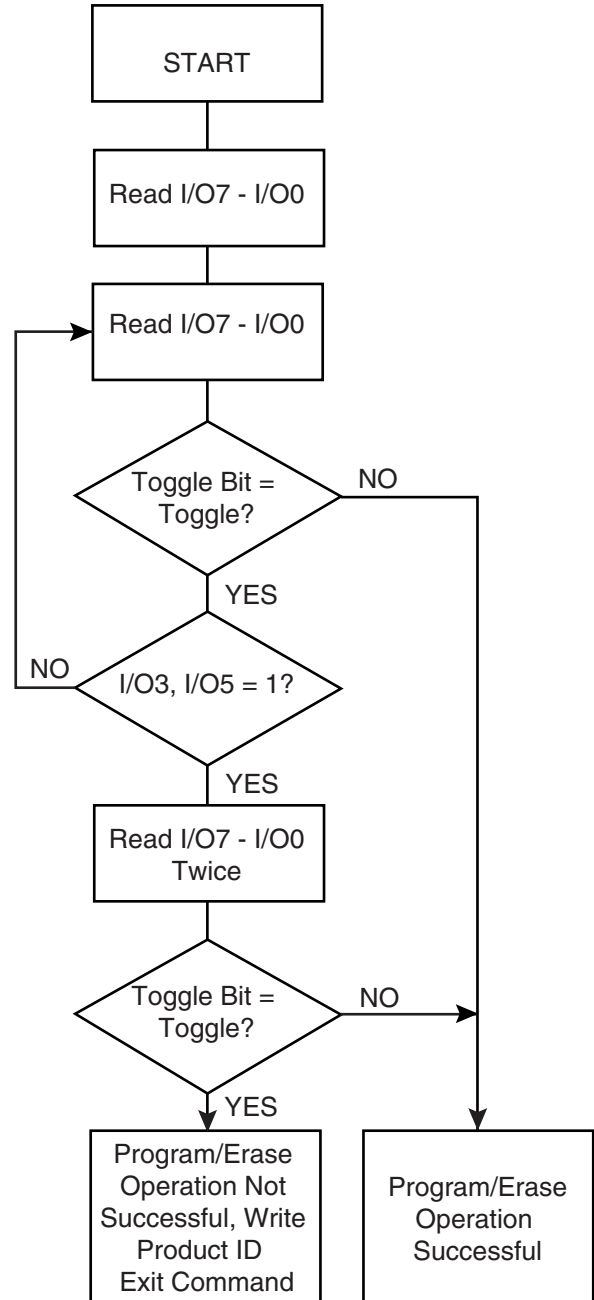 START
Read I/O7 - I/O0
Read I/O7 - I/O0
Toggle Bit =
Toggle?
NO
YES
NO
I/O3, I/O5 = 1?
YES
Read I/O7 - I/O0
Twice
Toggle Bit =
Toggle?
NO
YES
Program/Erase
Operation Not
Successful, Write
Product ID
Exit Command
Program/Erase
Operation
Successful